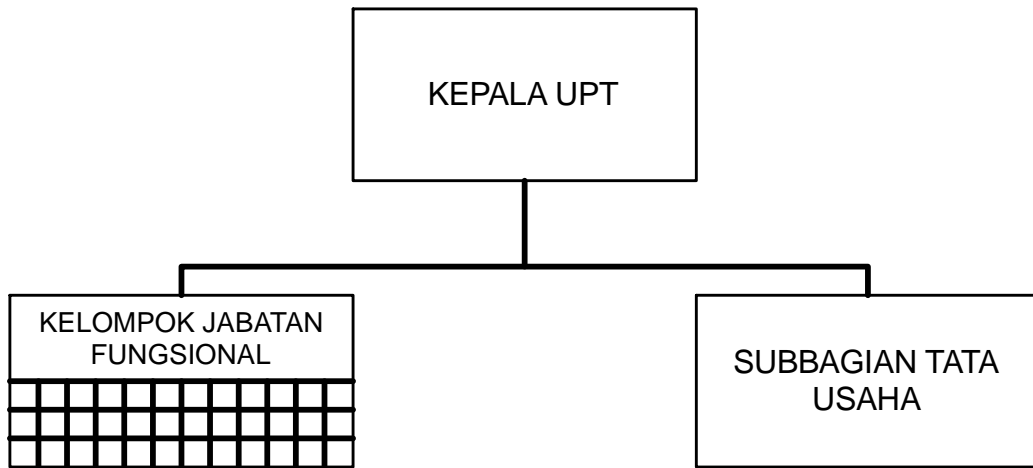 KEPALA UPT
KELOMPOK JABATAN
FUNGSIONAL
SUBBAGIAN TATA
USAHA